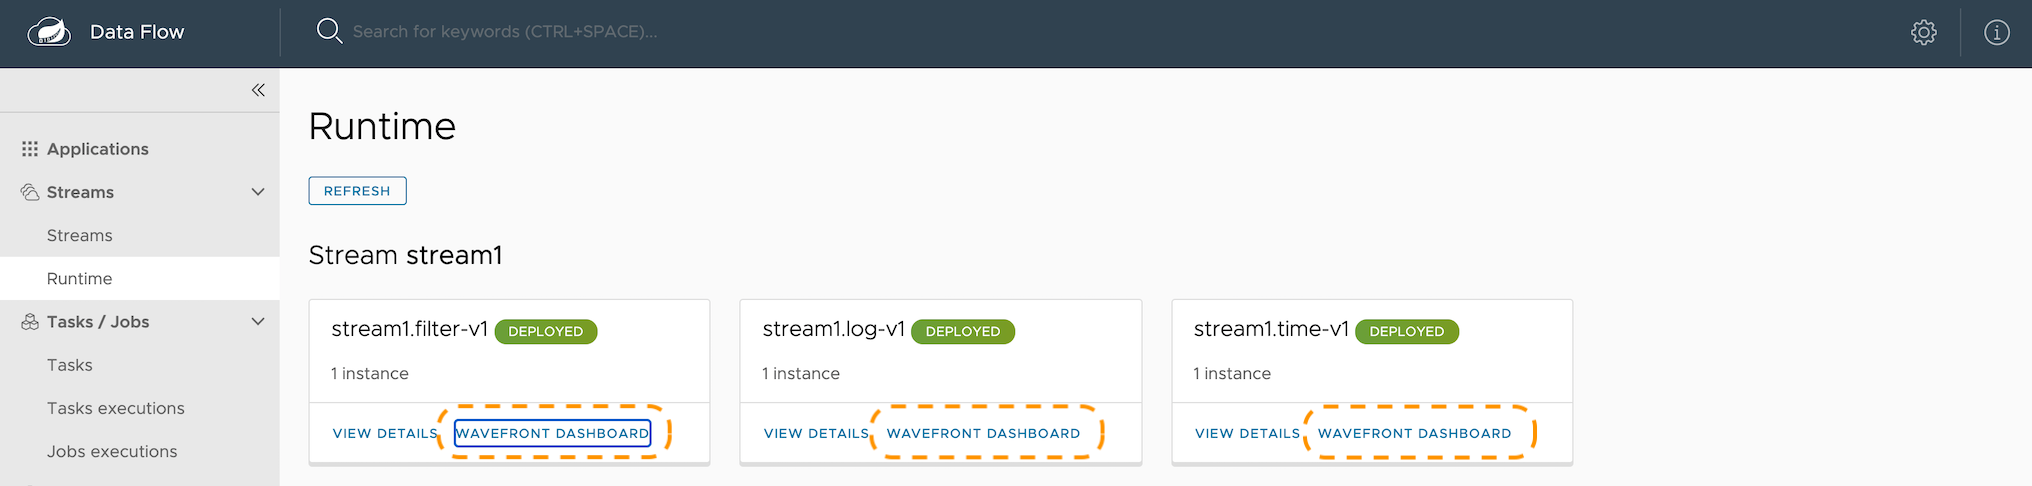 Data Flow
Search for keywords (CTRL+SPACE)...
Applications
Streams
Streams
Runtime
Tasks / Jobs
Tasks
Tasks executions
Jobs executions
Runtime
REFRESH
Stream stream1
stream1.filter-v1 DEPLOYED
1 instance
VIEW DETAILS WAVEFRONT DASHBOARD
stream1.log-v1 DEPLOYED
1 instance
VIEW DETAILS WAVEFRONT DASHBOARD
stream1.time-v1 DEPLOYED
1 instance
VIEW DETAILS WAVEFRONT DASHBOARD